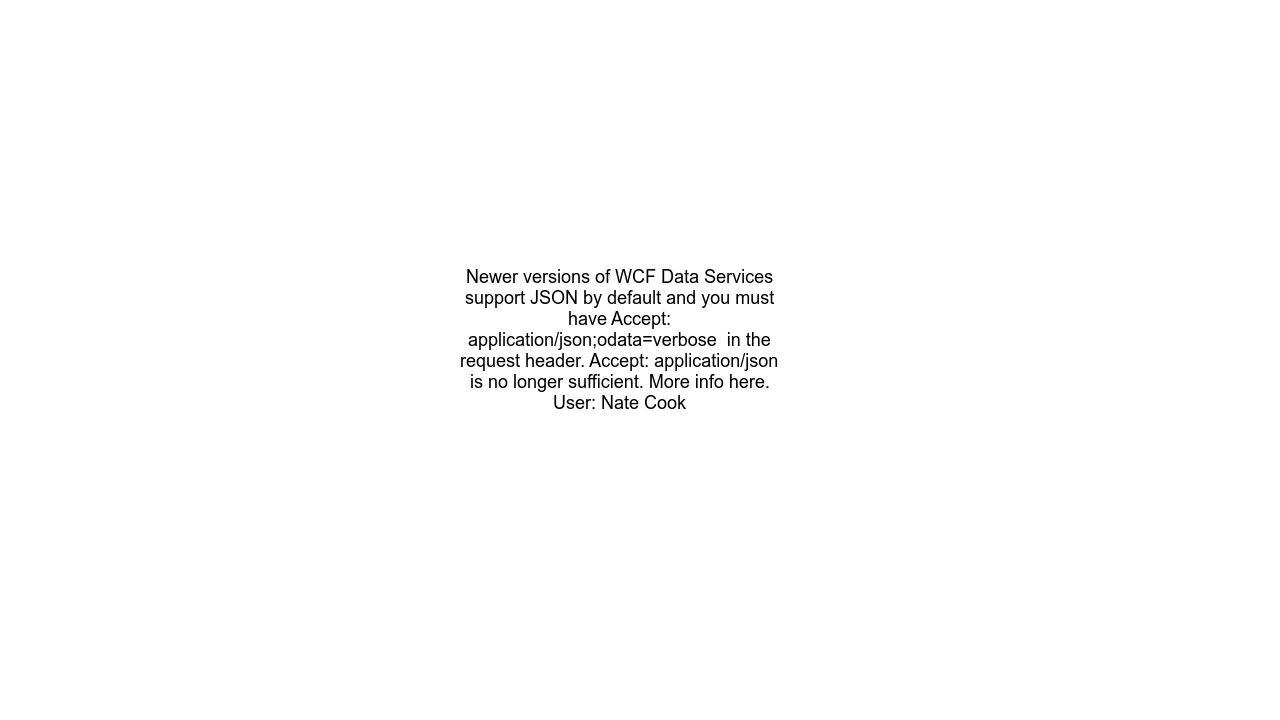 Newer versions of WCF Data Services
support JSON by default and you must
have Accept:
application/json;odata=verbose  in the
request header. Accept: application/json
is no longer sufficient. More info here.
User: Nate Cook